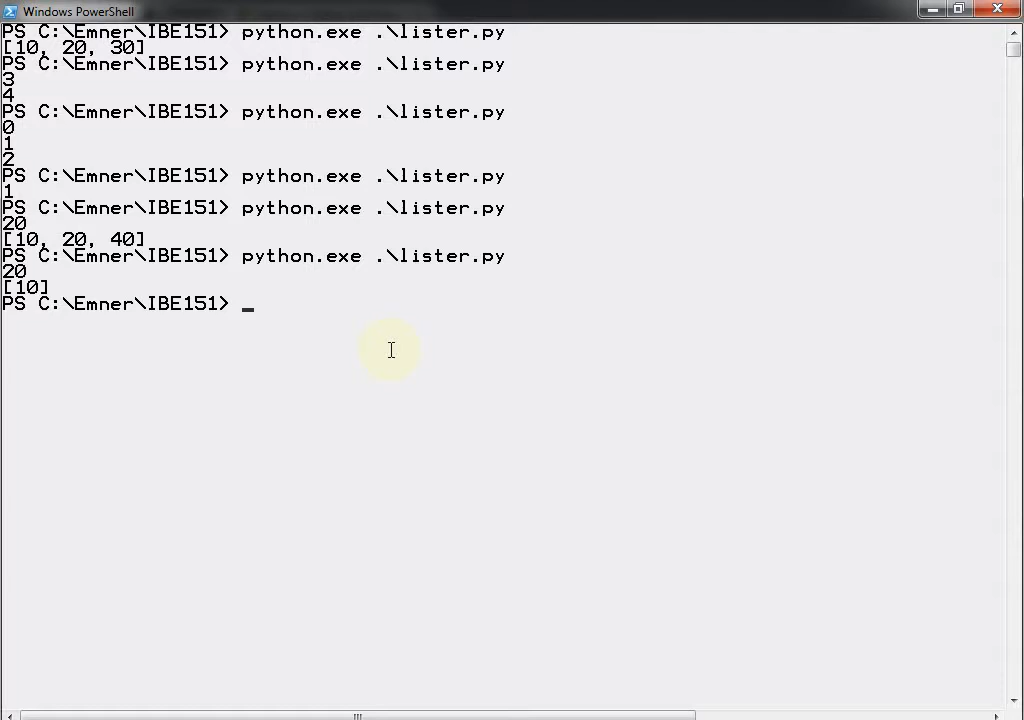 Windows PowerShell
PS C:\Emner\IBE151> python.exe .\lister.py
[10, 20, 30]
PS C:\Emner\IBE151> python.exe .\lister.py
3
4
PS C:\Emner\IBE151> python.exe .\lister.py
0
1
2
PS C:\Emner\IBE151> python.exe .\lister.py
1
PS C:\Emner\IBE151> python.exe .\lister.py
20
[10, 20, 40]
PS C:\Emner\IBE151> python.exe .\lister.py
20
[10]
PS C:\Emner\IBE151> _